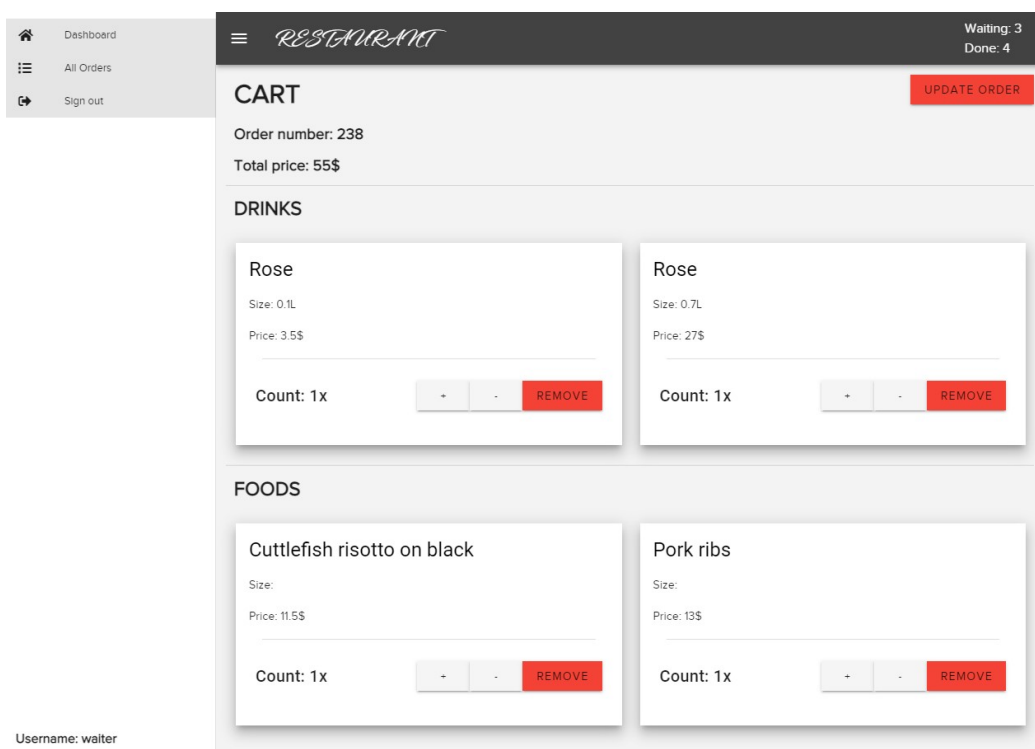 Dashboard
All Orders
Sign out
Username: waiter
RESTAURANT
Waiting: 3
Done: 4
CART
UPDATE ORDER
Order number: 238
Total price: 55$
DRINKS
Rose
Size: 0.1L
Price: 3.5$
Count: 1x + - REMOVE
Rose
Size: 0.7L
Price: 27$
Count: 1x + - REMOVE
FOODS
Cuttlefish risotto on black
Size:
Price: 11.5$
Count: 1x + - REMOVE
Pork ribs
Size:
Price: 13$
Count: 1x + - REMOVE